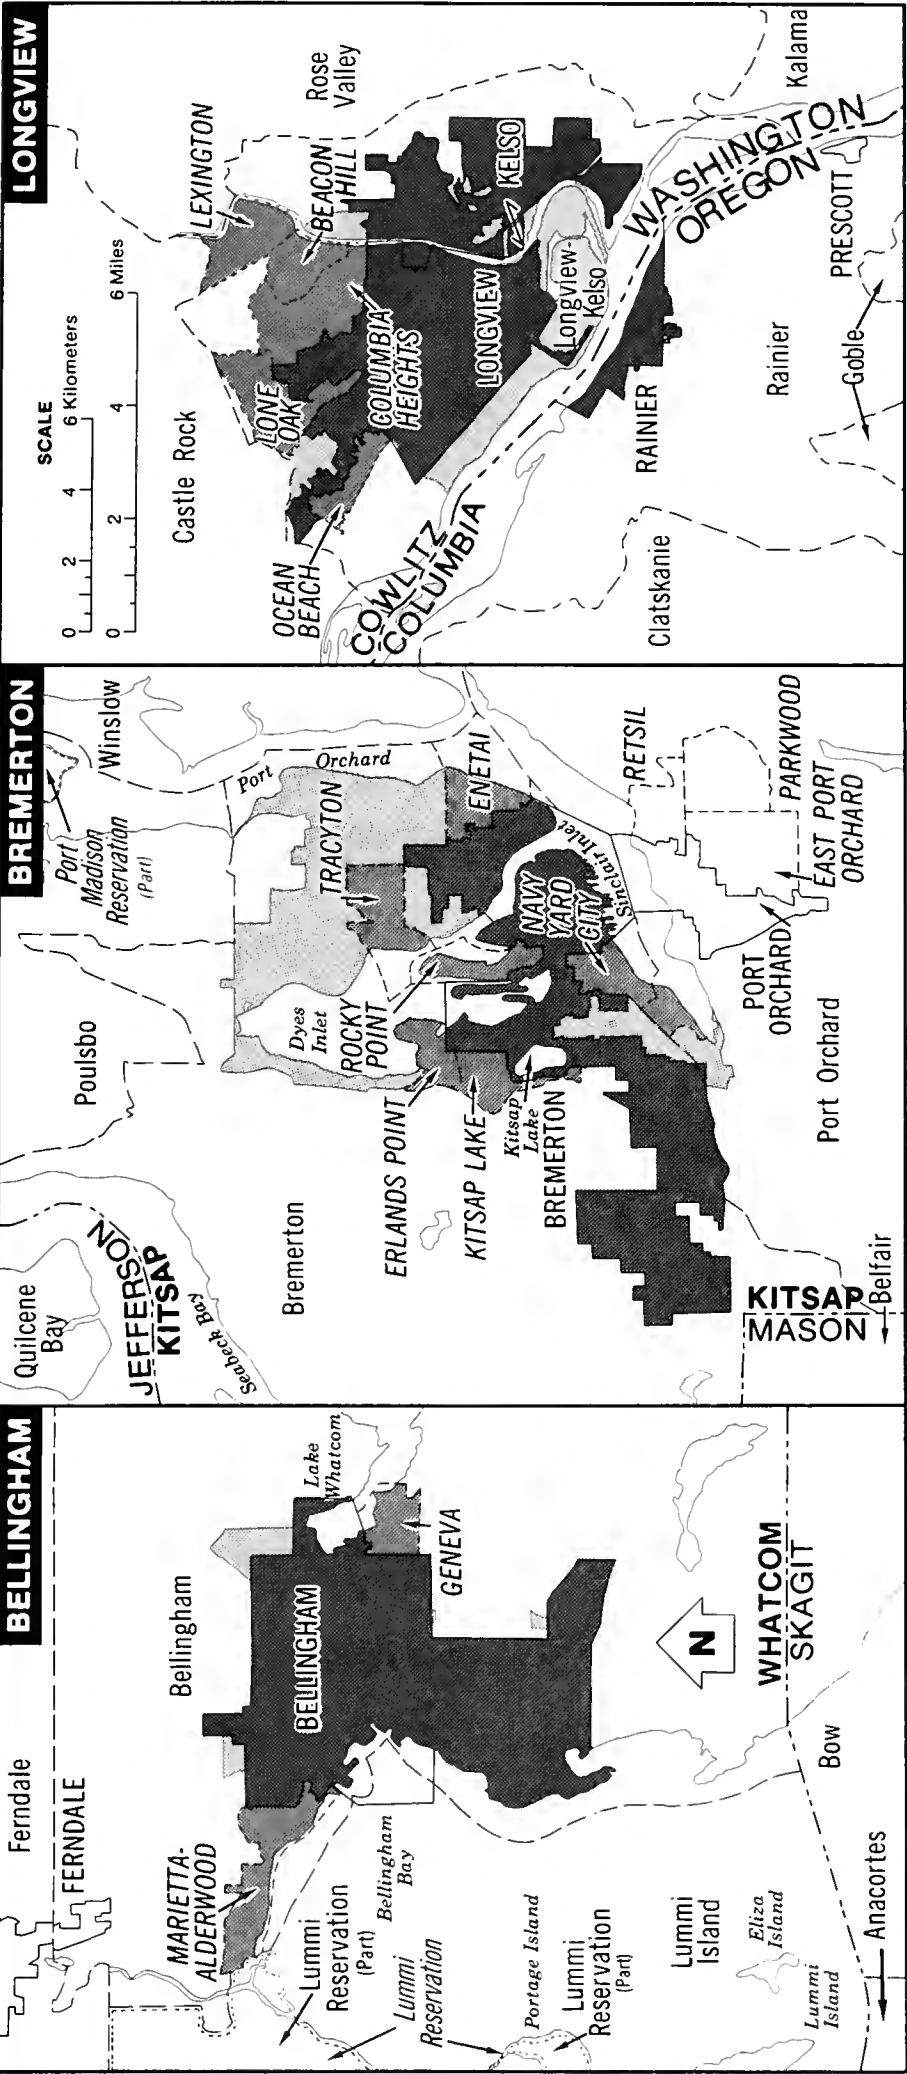 BELLINGHAM
Ferndale
FERNDALE
Bellingham
MARIETTA-
ALDERWOOD
BELLINGHAM
Lake
Whatcom
GENEVA
Lummi
Reservation
(Part)
Bellingham
Bay
Lummi
Reservation
Portage Island
Lummi
Reservation
(Part)
Lummi
Island
Eliza
Island
Lummi
Island
N
WHATCOM
SKAGIT
Bow
Anacortes
BREMERTON
Quilcene
Bay
JEFFERSON
KITSAP
Seabeck Bay
Poulsbo
Port
Madison
Reservation
(Part)
Winslow
Port Orchard
Bremerton
Dyes
Inlet
TRACYTON
ROCKY
POINT
ERLANDS POINT
KITSAP LAKE
Kitsap
Lake
BREMERTON
ENETAI
NAVY
YARD
CITY
Sinclair Inlet
RETSIL
PARKWOOD
EAST PORT
ORCHARD
PORT
ORCHARD
Port Orchard
KITSAP
MASON
Belfair
LONGVIEW
SCALE
0 2 4 6 Kilometers
0 2 4 6 Miles
Castle Rock
LEXINGTON
Rose
Valley
BEACON
HILL
LONE
OAK
COLUMBIA
HEIGHTS
OCEAN
BEACH
LONGVIEW
KELSO
Longview-
Kelso
COWLITZ
COLUMBIA
WASHINGTON
OREGON
Kalama
RAINIER
Rainier
PRESCOTT
Goble
Clatskanie